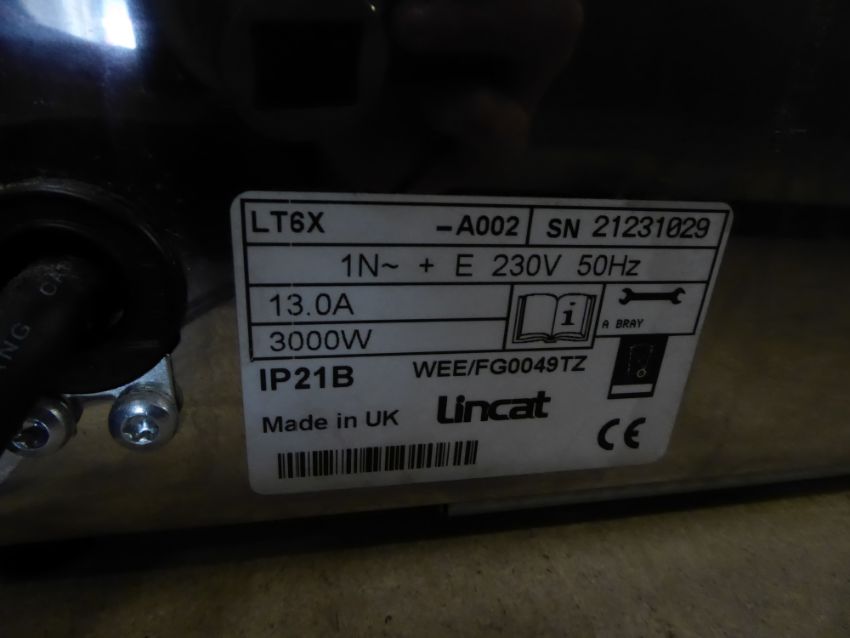 LT6X -A002 SN 21231029
1N~ + E 230V 50Hz
13.0A
i
A BRAY
3000W
IP21B WEE/FG0049TZ
Made in UK Lincat
CE